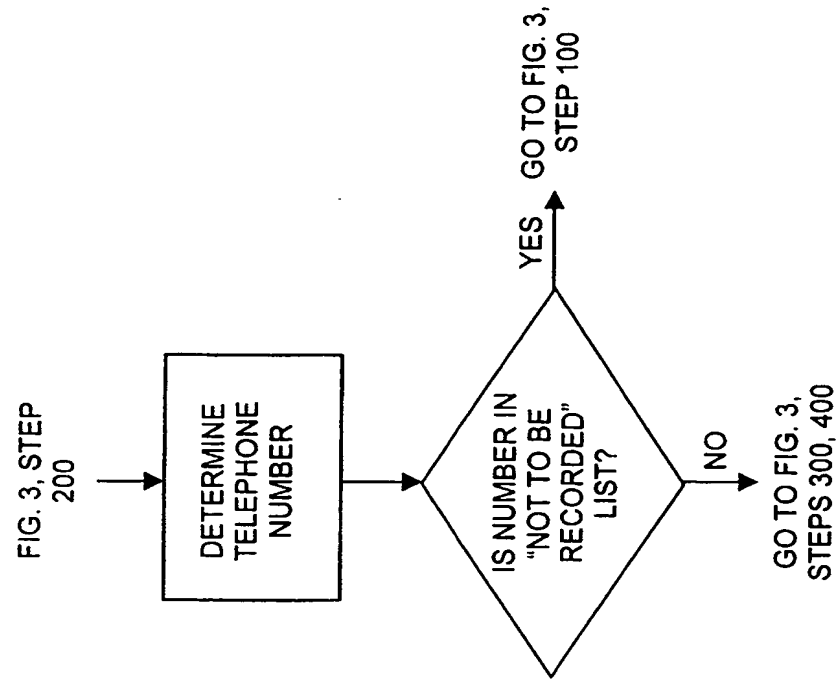 FIG. 3, STEP
200
DETERMINE
TELEPHONE
NUMBER
IS NUMBER IN
“NOT TO BE
RECORDED”
LIST?
YES
GO TO FIG. 3,
STEP 100
NO
GO TO FIG. 3,
STEPS 300, 400